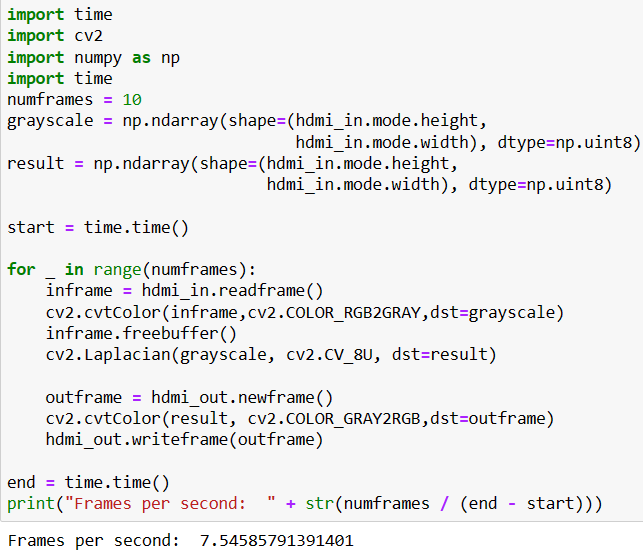 import time
import cv2
import numpy as np
import time
numframes = 10
grayscale = np.ndarray(shape=(hdmi_in.mode.height,
                              hdmi_in.mode.width), dtype=np.uint8)
result = np.ndarray(shape=(hdmi_in.mode.height,
                           hdmi_in.mode.width), dtype=np.uint8)

start = time.time()

for _ in range(numframes):
    inframe = hdmi_in.readframe()
    cv2.cvtColor(inframe,cv2.COLOR_RGB2GRAY,dst=grayscale)
    inframe.freebuffer()
    cv2.Laplacian(grayscale, cv2.CV_8U, dst=result)

    outframe = hdmi_out.newframe()
    cv2.cvtColor(result, cv2.COLOR_GRAY2RGB,dst=outframe)
    hdmi_out.writeframe(outframe)

end = time.time()
print("Frames per second:  " + str(numframes / (end - start)))
Frames per second:  7.54585791391401